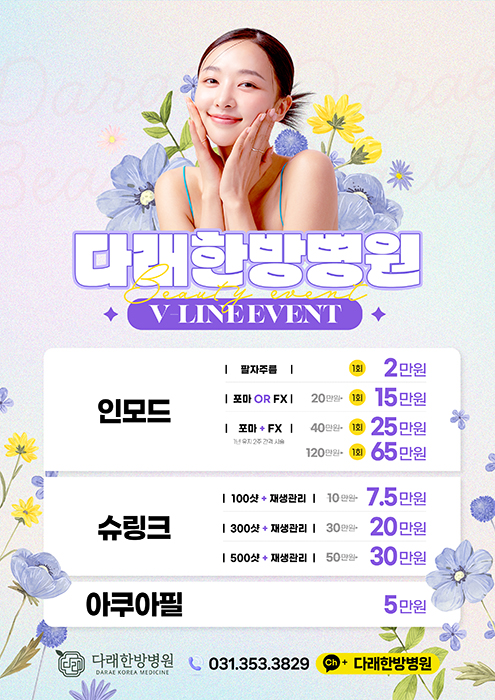 다래한방병원
Beauty event
V-LINE EVENT
인모드
팔자주름 1회 2만원
포마 OR FX 20만원 1회 15만원
포마 + FX 40만원 1회 25만원
120만원 1회 65만원
슈링크
100샷 + 재생관리 10만원 7.5만원
300샷 + 재생관리 30만원 20만원
500샷 + 재생관리 50만원 30만원
아쿠아필 5만원
다래한방병원
DARAE KOREA MEDICINE
031.353.3829
Ch + 다래한방병원